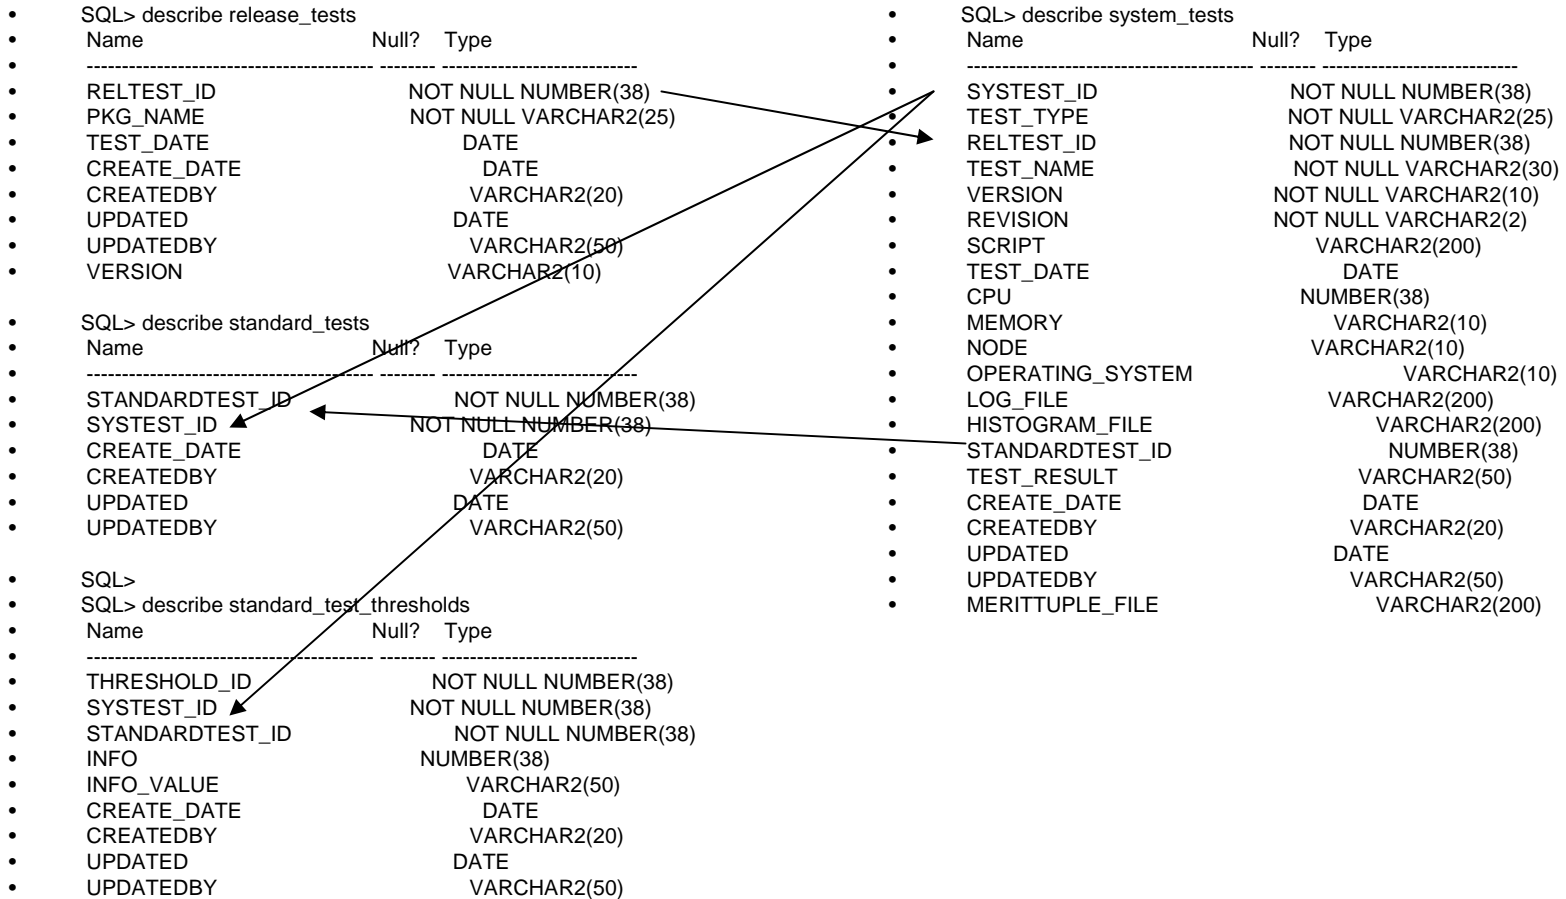 • SQL> describe release_tests
• Name Null? Type
• ----------------------------------------- -------- ----------------------------
• RELTEST_ID NOT NULL NUMBER(38)
• PKG_NAME NOT NULL VARCHAR2(25)
• TEST_DATE DATE
• CREATE_DATE DATE
• CREATEDBY VARCHAR2(20)
• UPDATED DATE
• UPDATEDBY VARCHAR2(50)
• VERSION VARCHAR2(10)
• SQL> describe standard_tests
• Name Null? Type
• ----------------------------------------- -------- ----------------------------
• STANDARDTEST_ID NOT NULL NUMBER(38)
• SYSTEST_ID NOT NULL NUMBER(38)
• CREATE_DATE DATE
• CREATEDBY VARCHAR2(20)
• UPDATED DATE
• UPDATEDBY VARCHAR2(50)
• SQL>
• SQL> describe standard_test_thresholds
• Name Null? Type
• ----------------------------------------- -------- ----------------------------
• THRESHOLD_ID NOT NULL NUMBER(38)
• SYSTEST_ID NOT NULL NUMBER(38)
• STANDARDTEST_ID NOT NULL NUMBER(38)
• INFO NUMBER(38)
• INFO_VALUE VARCHAR2(50)
• CREATE_DATE DATE
• CREATEDBY VARCHAR2(20)
• UPDATED DATE
• UPDATEDBY VARCHAR2(50)
• SQL> describe system_tests
• Name Null? Type
• ----------------------------------------- -------- ----------------------------
• SYSTEST_ID NOT NULL NUMBER(38)
• TEST_TYPE NOT NULL VARCHAR2(25)
• RELTEST_ID NOT NULL NUMBER(38)
• TEST_NAME NOT NULL VARCHAR2(30)
• VERSION NOT NULL VARCHAR2(10)
• REVISION NOT NULL VARCHAR2(2)
• SCRIPT VARCHAR2(200)
• TEST_DATE DATE
• CPU NUMBER(38)
• MEMORY VARCHAR2(10)
• NODE VARCHAR2(10)
• OPERATING_SYSTEM VARCHAR2(10)
• LOG_FILE VARCHAR2(200)
• HISTOGRAM_FILE VARCHAR2(200)
• STANDARDTEST_ID NUMBER(38)
• TEST_RESULT VARCHAR2(50)
• CREATE_DATE DATE
• CREATEDBY VARCHAR2(20)
• UPDATED DATE
• UPDATEDBY VARCHAR2(50)
• MERITTUPLE_FILE VARCHAR2(200)